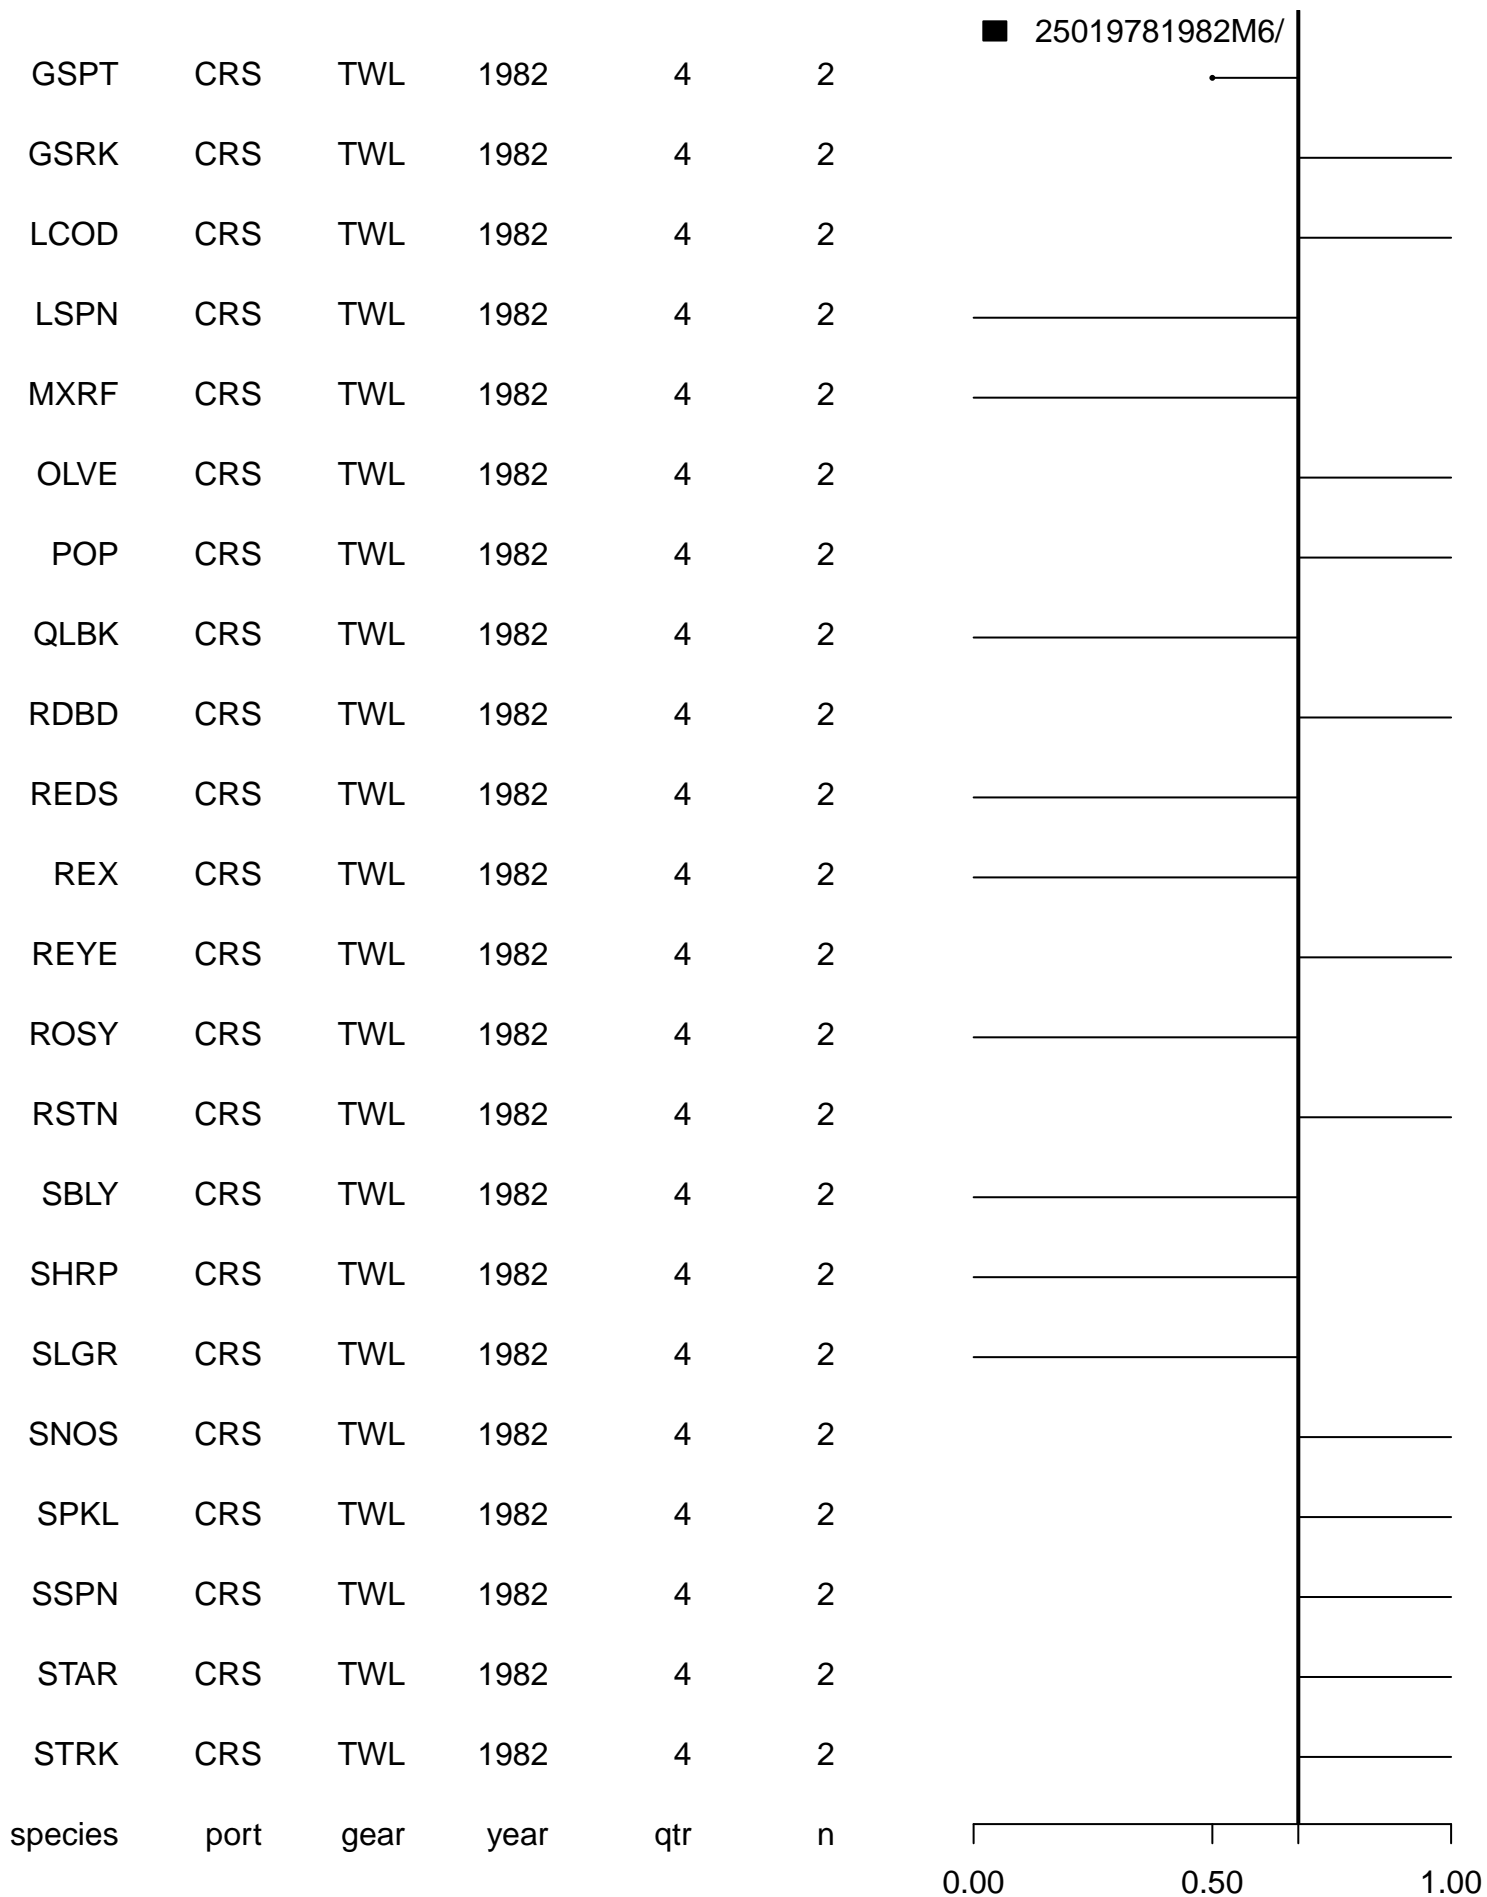 25019781982M6/
GSPT CRS TWL 1982 4 2
GSRK CRS TWL 1982 4 2
LCOD CRS TWL 1982 4 2
LSPN CRS TWL 1982 4 2
MXRF CRS TWL 1982 4 2
OLVE CRS TWL 1982 4 2
POP CRS TWL 1982 4 2
QLBK CRS TWL 1982 4 2
RDBD CRS TWL 1982 4 2
REDS CRS TWL 1982 4 2
REX CRS TWL 1982 4 2
REYE CRS TWL 1982 4 2
ROSY CRS TWL 1982 4 2
RSTN CRS TWL 1982 4 2
SBLY CRS TWL 1982 4 2
SHRP CRS TWL 1982 4 2
SLGR CRS TWL 1982 4 2
SNOS CRS TWL 1982 4 2
SPKL CRS TWL 1982 4 2
SSPN CRS TWL 1982 4 2
STAR CRS TWL 1982 4 2
STRK CRS TWL 1982 4 2
species port gear year qtr n
0.00 0.50 1.00